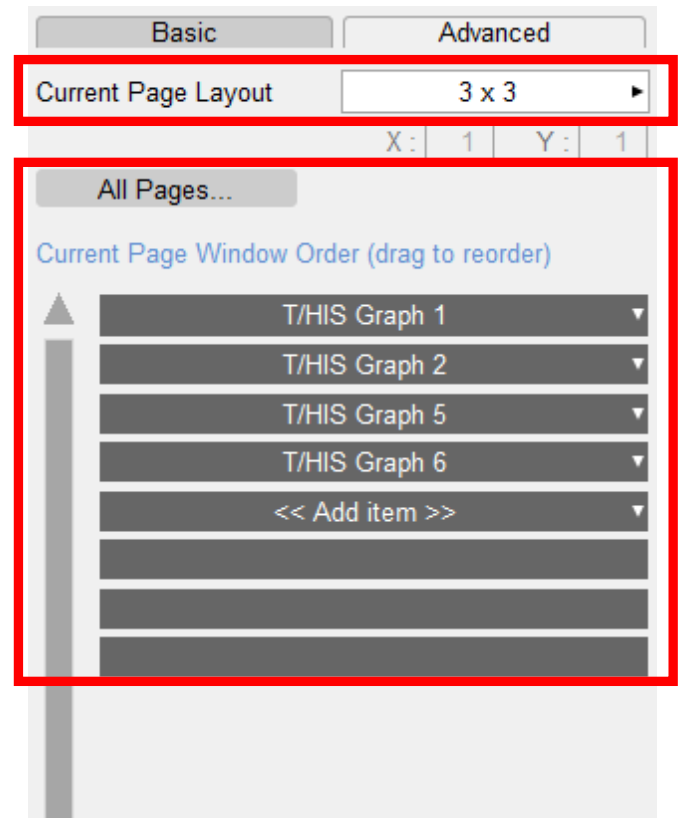 Basic Advanced
Current Page Layout 3 x 3
X : 1 Y : 1
All Pages...
Current Page Window Order (drag to reorder)
T/HIS Graph 1
T/HIS Graph 2
T/HIS Graph 5
T/HIS Graph 6
<< Add item >>